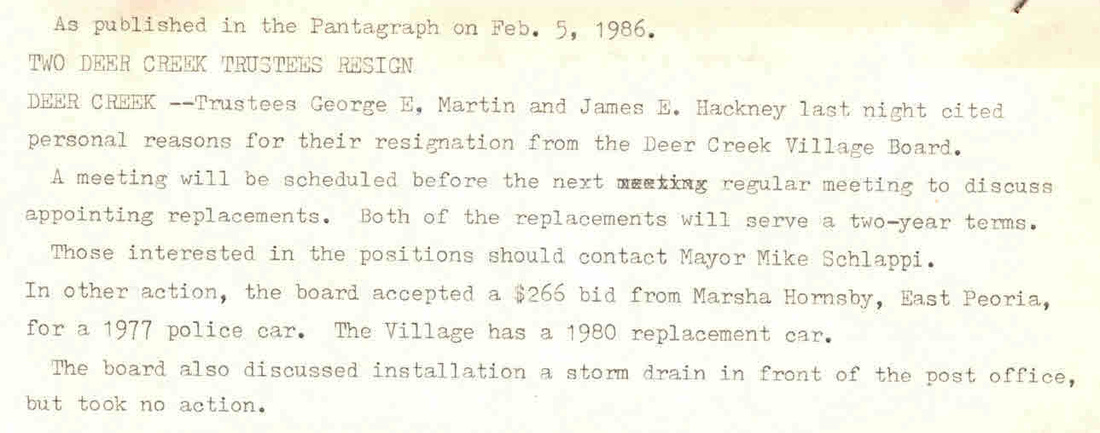 As published in the Pantagraph on Feb. 5, 1986.
TWO DEER CREEK TRUSTEES RESIGN
DEER CREEK --Trustees George E. Martin and James E. Hackney last night cited
personal reasons for their resignation from the Deer Creek Village Board.
A meeting will be scheduled before the next meeting regular meeting to discuss
appointing replacements. Both of the replacements will serve a two-year terms.
Those interested in the positions should contact Mayor Mike Schlappi.
In other action, the board accepted a $266 bid from Marsha Hornsby, East Peoria,
for a 1977 police car. The Village has a 1980 replacement car.
The board also discussed installation a storm drain in front of the post office,
but took no action.